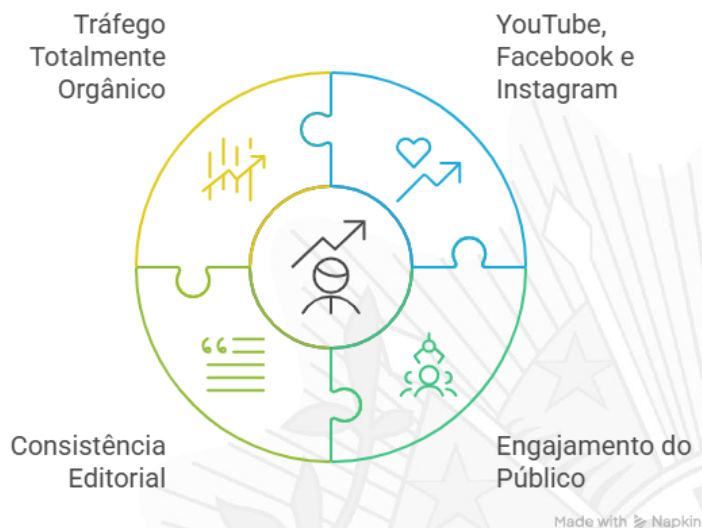 Tráfego
Totalmente
Orgânico
YouTube,
Facebook e
Instagram
Consistência
Editorial
Engajamento do
Público
Made with Napkin